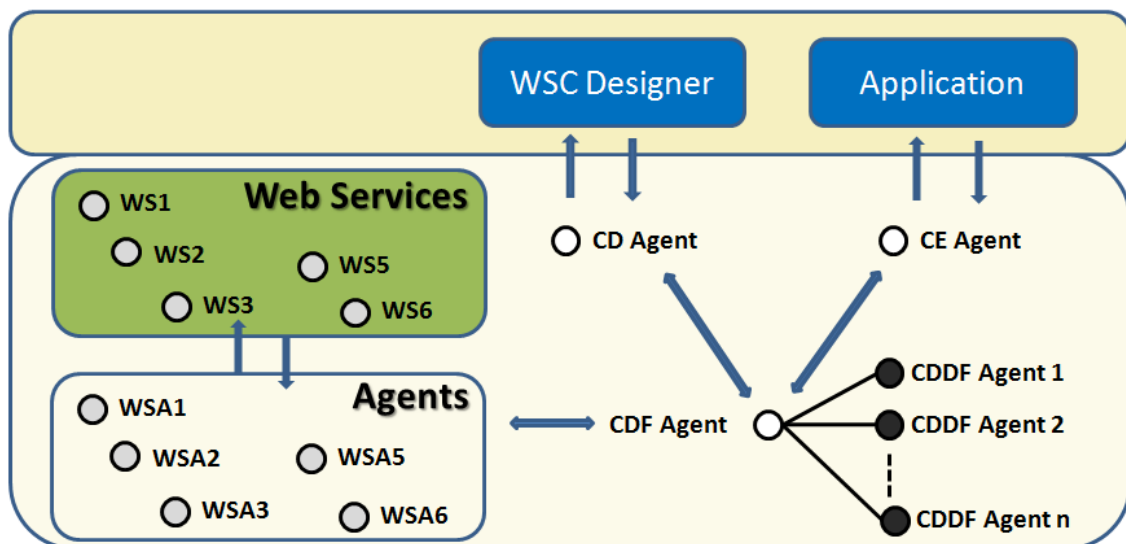 WSC Designer
Application
Web Services
WS1
WS2
WS5
WS3
WS6
CD Agent
CE Agent
Agents
WSA1
WSA2
WSA5
WSA3
WSA6
CDF Agent
CDDF Agent 1
CDDF Agent 2
CDDF Agent n